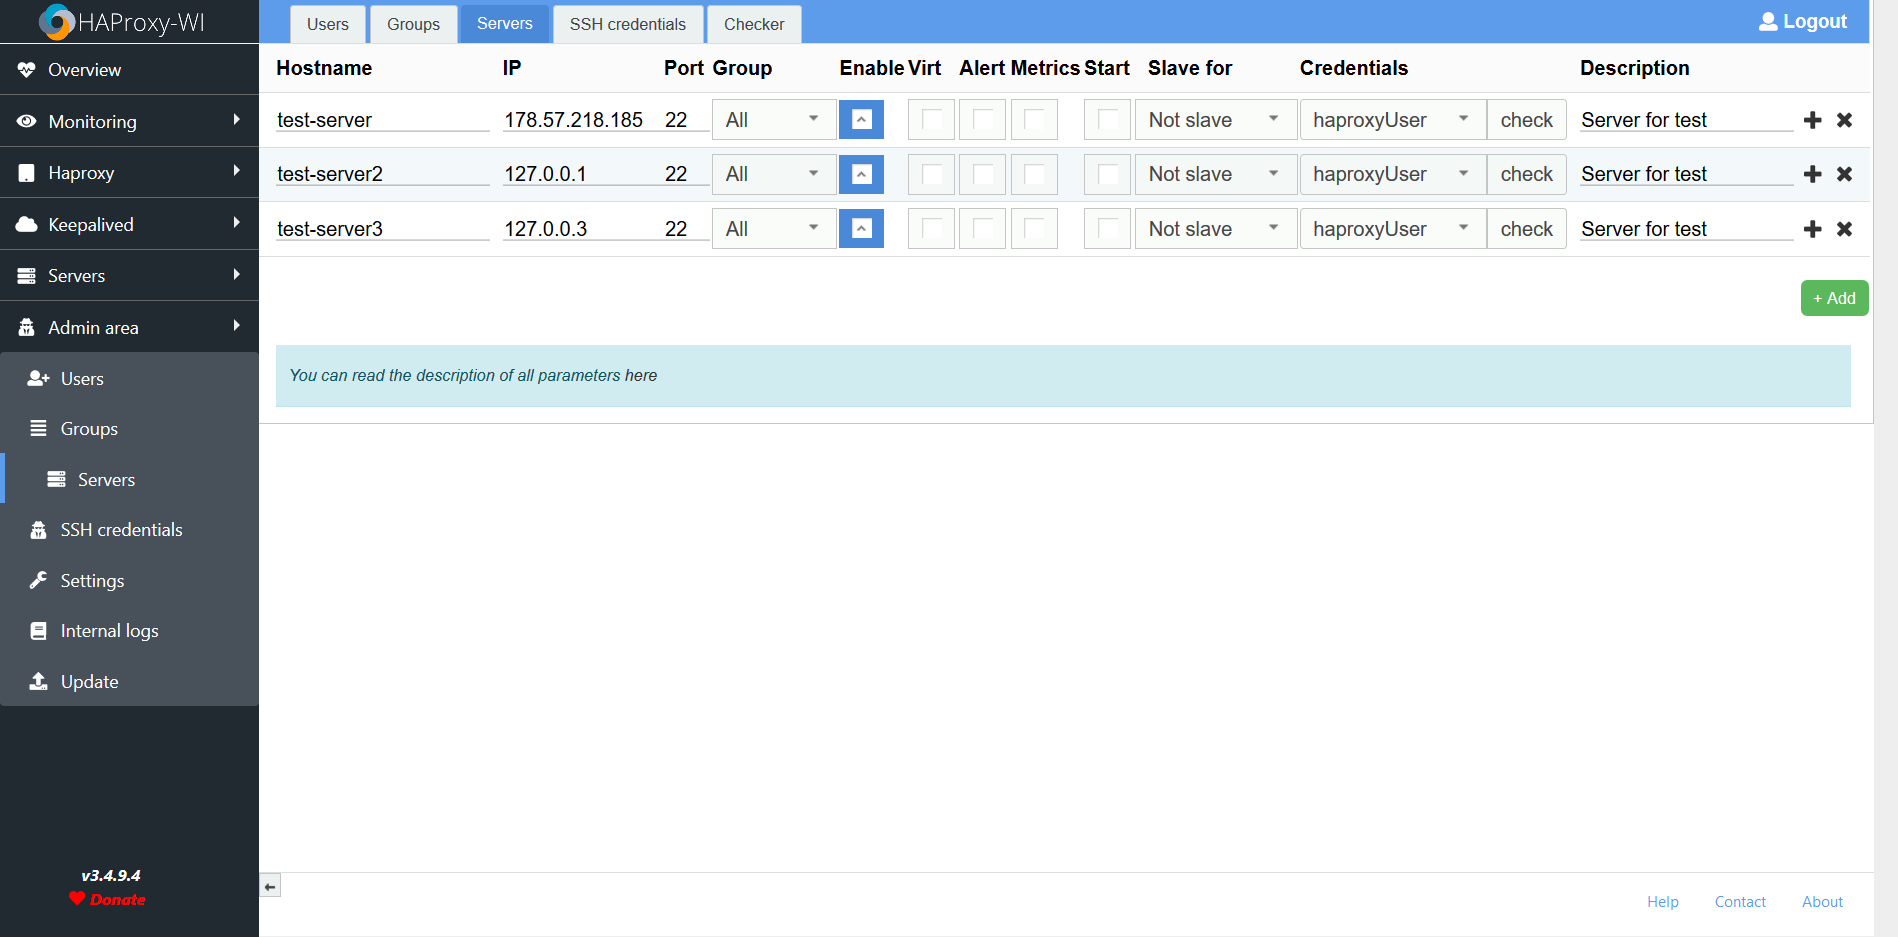 HAProxy-WI
Users Groups Servers SSH credentials Checker Logout
Overview
Monitoring
Haproxy
Keepalived
Servers
Admin area
Users
Groups
Servers
SSH credentials
Settings
Internal logs
Update
v3.4.9.4
Donate
Hostname IP Port Group Enable Virt Alert Metrics Start Slave for Credentials Description
test-server 178.57.218.185 22 All Not slave haproxyUser check Server for test
test-server2 127.0.0.1 22 All Not slave haproxyUser check Server for test
test-server3 127.0.0.3 22 All Not slave haproxyUser check Server for test
+ Add
You can read the description of all parameters here
Help Contact About